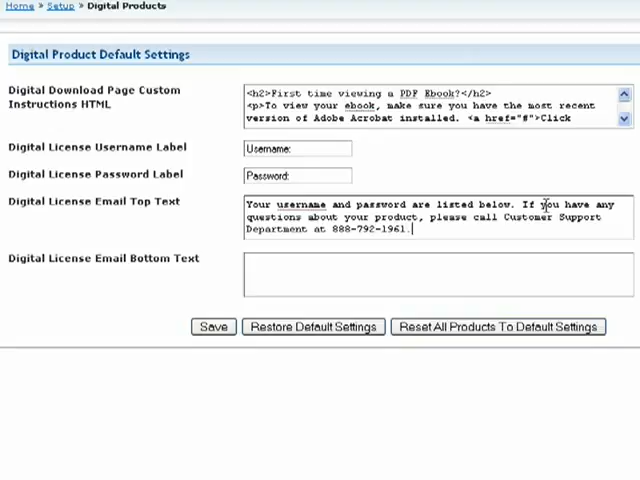 Home » Setup » Digital Products
Digital Product Default Settings
Digital Download Page Custom
Instructions HTML
<h2>First time viewing a PDF Ebook?</h2>
<p>To view your ebook, make sure you have the most recent
version of Adobe Acrobat installed. <a href="#">Click
Digital License Username Label
Username:
Digital License Password Label
Password:
Digital License Email Top Text
Your username and password are listed below. If you have any
questions about your product, please call Customer Support
Department at 888-792-1961.
Digital License Email Bottom Text
Save
Restore Default Settings
Reset All Products To Default Settings